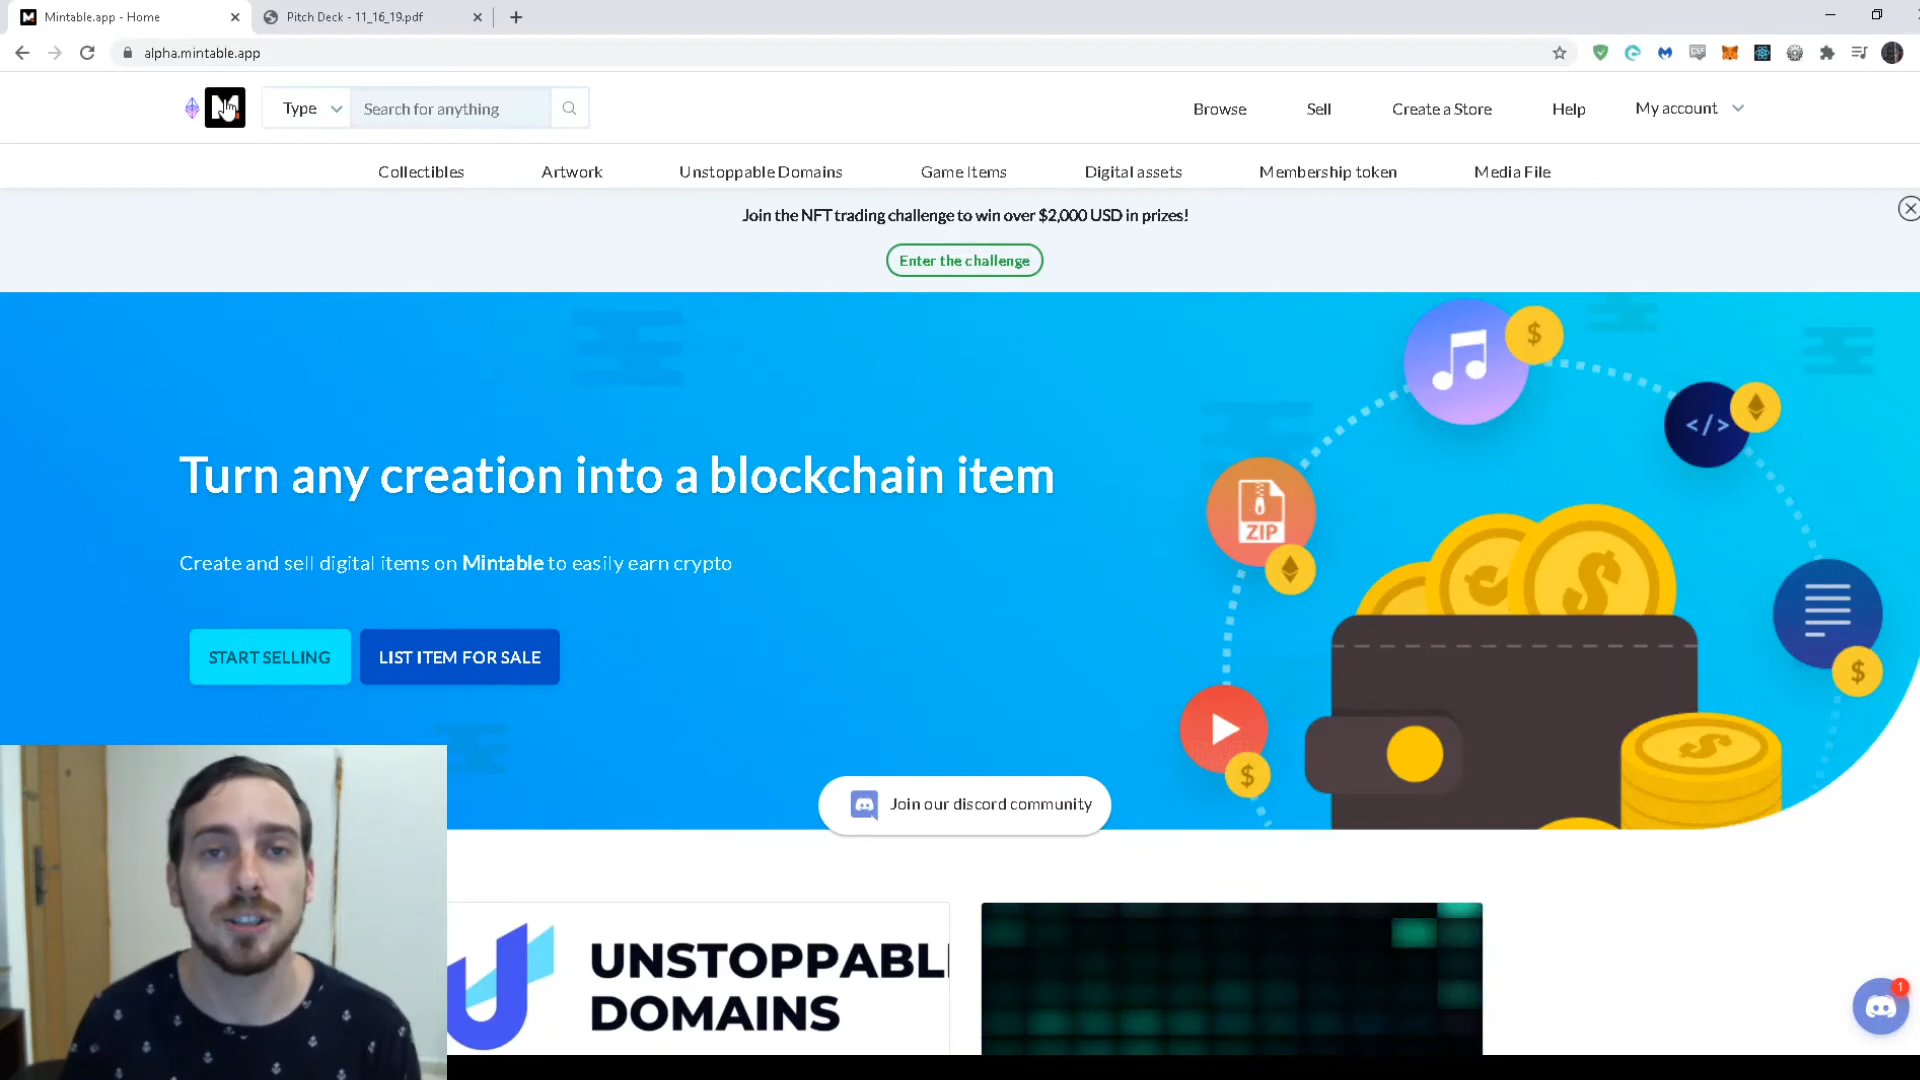 Mintable.app - Home
Pitch Deck - 11_16_19.pdf
alpha.mintable.app
Type
Search for anything
Browse
Sell
Create a Store
Help
My account
Collectibles
Artwork
Unstoppable Domains
Game Items
Digital assets
Membership token
Media File
Join the NFT trading challenge to win over $2,000 USD in prizes!
Enter the challenge
Turn any creation into a blockchain item
Create and sell digital items on Mintable to easily earn crypto
START SELLING
LIST ITEM FOR SALE
</>
ZIP
Join our discord community
UNSTOPPABL
DOMAINS
1